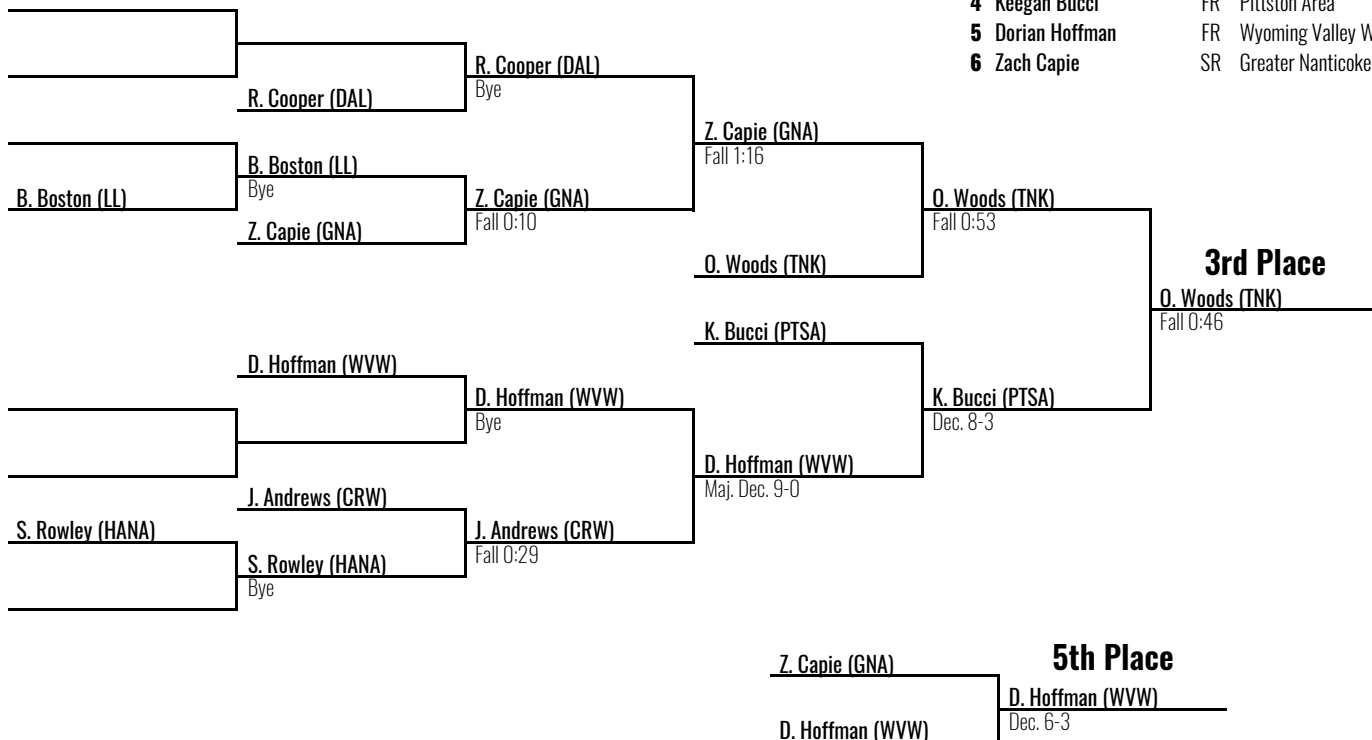 4 Keegan Bucci FR Pittston Area
5 Dorian Hoffman FR Wyoming Valley
6 Zach Capie SR Greater Nanticoke
R. Cooper (DAL)
Bye
R. Cooper (DAL)
Z. Capie (GNA)
Fall 1:16
B. Boston (LL)
Bye
B. Boston (LL)
Z. Capie (GNA)
Fall 0:10
O. Woods (TNK)
Fall 0:53
Z. Capie (GNA)
O. Woods (TNK)
3rd Place
O. Woods (TNK)
Fall 0:46
K. Bucci (PTSA)
D. Hoffman (WVW)
D. Hoffman (WVW)
Bye
K. Bucci (PTSA)
Dec. 8-3
D. Hoffman (WVW)
Maj. Dec. 9-0
J. Andrews (CRW)
S. Rowley (HANA)
J. Andrews (CRW)
Fall 0:29
S. Rowley (HANA)
Bye
5th Place
Z. Capie (GNA)
D. Hoffman (WVW)
Dec. 6-3
D. Hoffman (WVW)